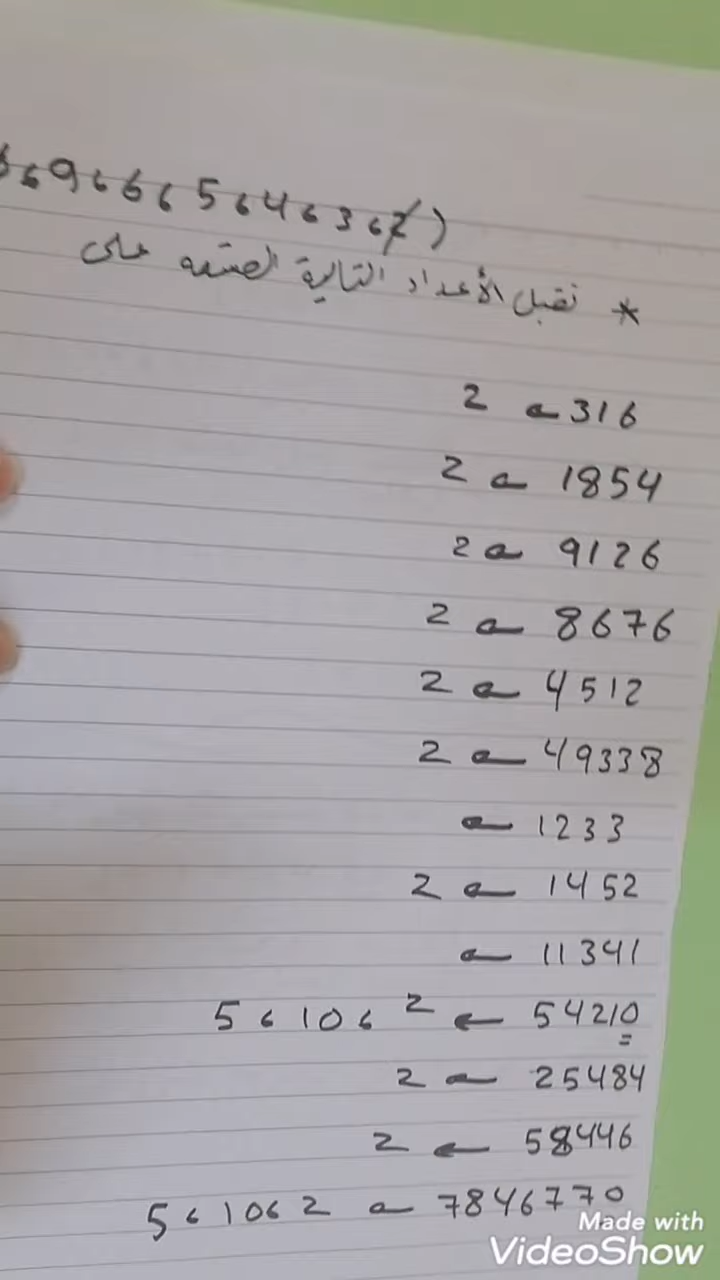 6 ، 9 ، 6 ، 5 ، 4 ، 3 ، 2 )
* تقبل الأعداد التالية القسمة على
316 ← 2
1854 ← 2
9126 ← 2
8676 ← 2
4512 ← 2
49338 ← 2
1233 ←
1452 ← 2
11341 ←
54210 ← 2 ، 10 ، 5
25484 ← 2
58446 ← 2
7846770 ← 2 ، 10 ، 5
Made with
VideoShow